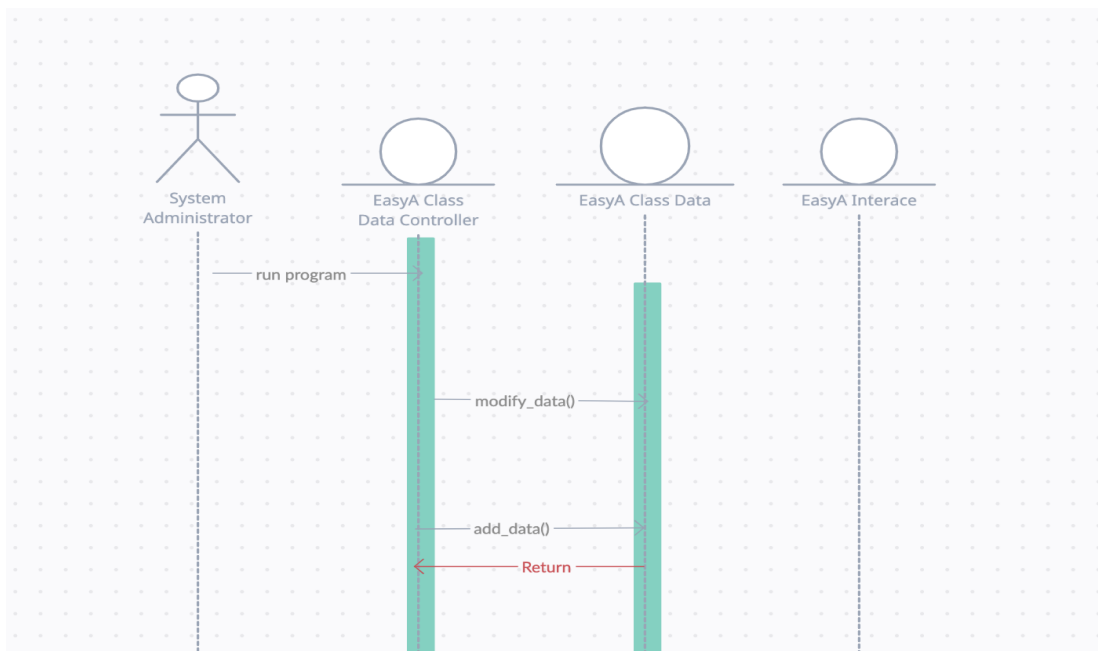 System
Administrator
EasyA Class
Data Controller
EasyA Class Data
EasyA Interace
run program
modify_data()
add_data()
Return